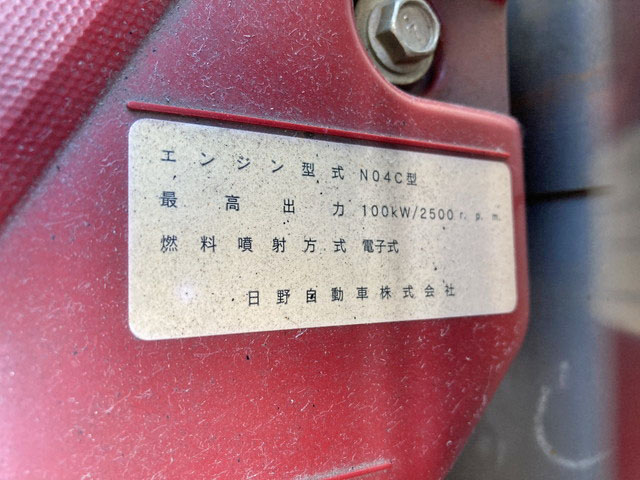 エンジン型式 N04C型
最高出力 100kW/2500 r.p.m.
燃料噴射方式 電子式
日野自動車株式会社